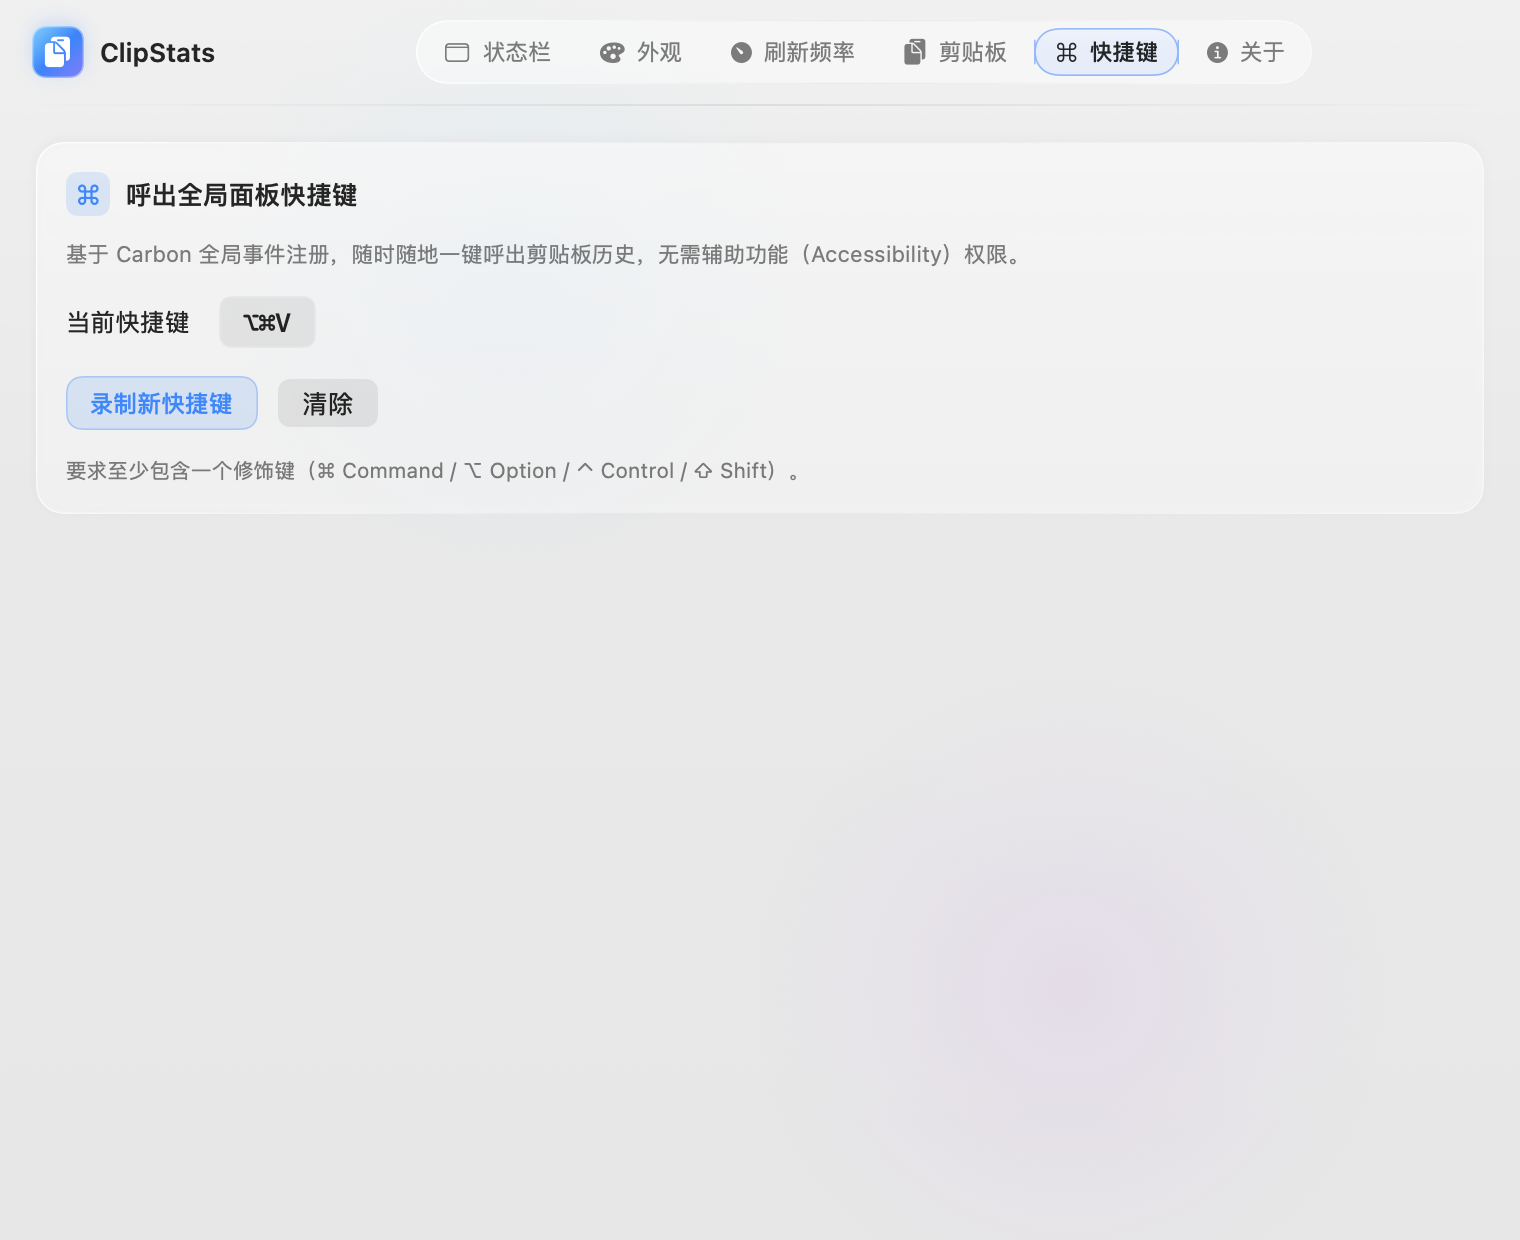 ClipStats
状态栏
外观
刷新频率
剪贴板
⌘ 快捷键
关于
⌘ 呼出全局面板快捷键
基于 Carbon 全局事件注册，随时随地一键呼出剪贴板历史，无需辅助功能（Accessibility）权限。
当前快捷键 ⌥⌘V
录制新快捷键 清除
要求至少包含一个修饰键（⌘ Command / ⌥ Option / ^ Control / ⇧ Shift）。